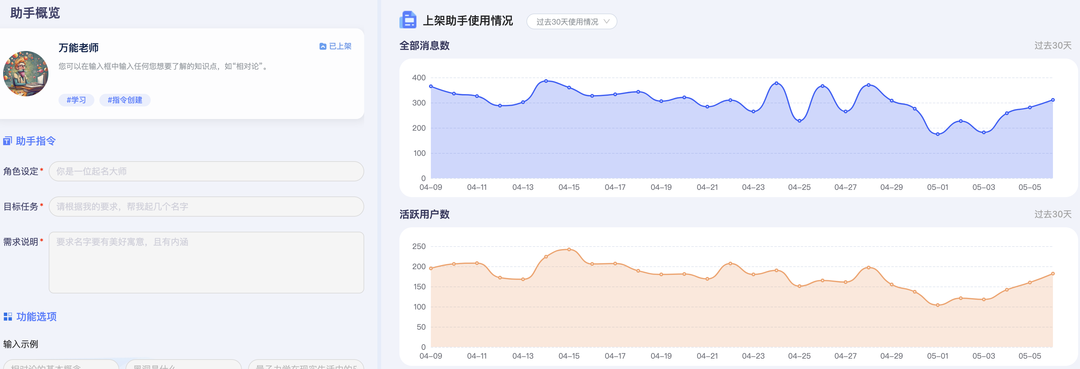 助手概览
万能老师
已上架
您可以在输入框中输入任何您想要了解的知识点，如"相对论"。
#学习
#指令创建
助手指令
角色设定*
你是一位起名大师
目标任务*
请根据我的要求，帮我起几个名字
需求说明*
要求名字要有美好寓意，且有内涵
功能选项
输入示例
相对论的基本概念
上架助手使用情况
过去30天使用情况
全部消息数
过去30天
400
300
200
100
0
04-09 04-11 04-13 04-15 04-17 04-19 04-21 04-23 04-25 04-27 04-29 05-01 05-03 05-05
活跃用户数
过去30天
250
200
150
100
50
0
04-09 04-11 04-13 04-15 04-17 04-19 04-21 04-23 04-25 04-27 04-29 05-01 05-03 05-05